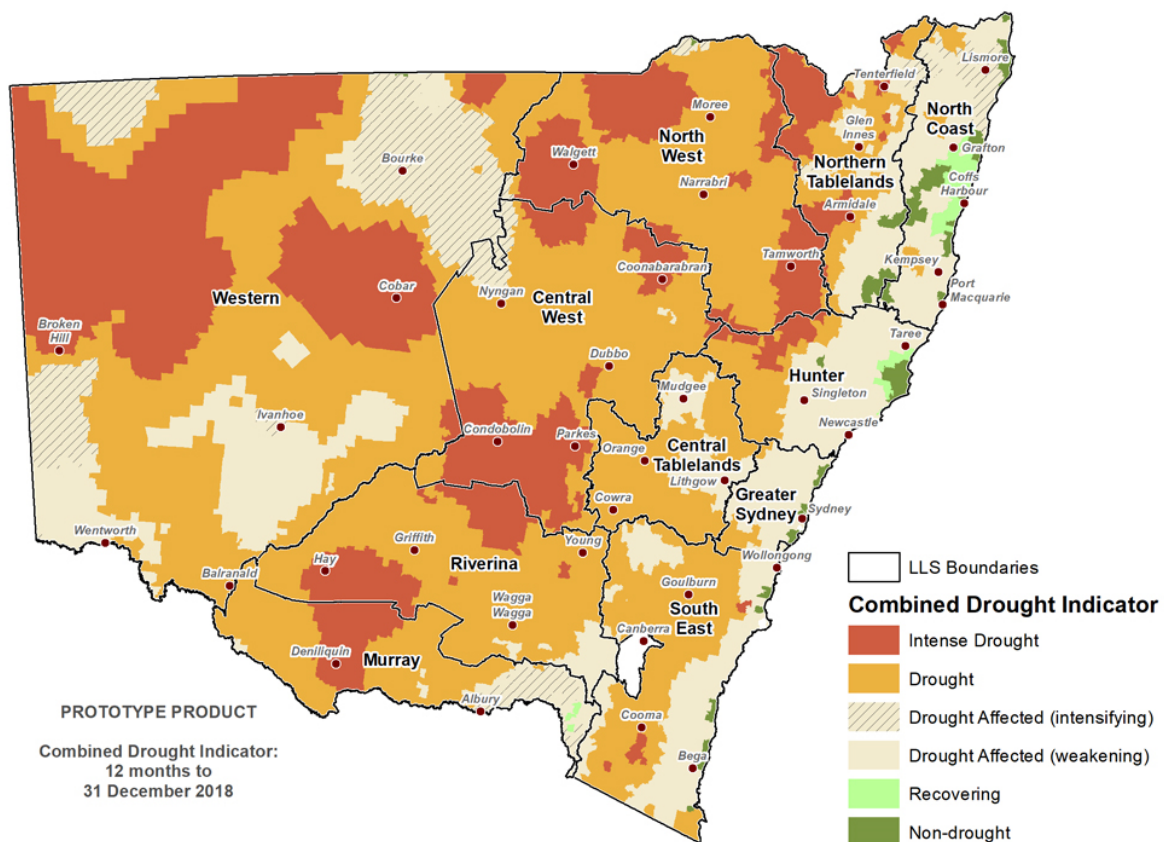 Lismore
Tenterfield
North
Coast
Moree
Glen
Innes
North
West
Grafton
Bourke
Walgett
Northern
Tablelands
Coffs
Harbour
Narrabri
Armidale
Kempsey
Tamworth
Coonabarabran
Port
Macquarie
Western
Cobar
Nyngan
Central
West
Broken
Hill
Taree
Dubbo
Hunter
Mudgee
Singleton
Ivanhoe
Condobolin
Parkes
Newcastle
Orange
Central
Tablelands
Lithgow
Greater
Sydney
Cowra
Sydney
Wentworth
Griffith
Young
Wollongong
Hay
Riverina
Balranald
Goulburn
Wagga
Wagga
South
East
Canberra
Deniliquin
Murray
Albury
Cooma
Bega
PROTOTYPE PRODUCT
Combined Drought Indicator:
12 months to
31 December 2018
LLS Boundaries
Combined Drought Indicator
Intense Drought
Drought
Drought Affected (intensifying)
Drought Affected (weakening)
Recovering
Non-drought